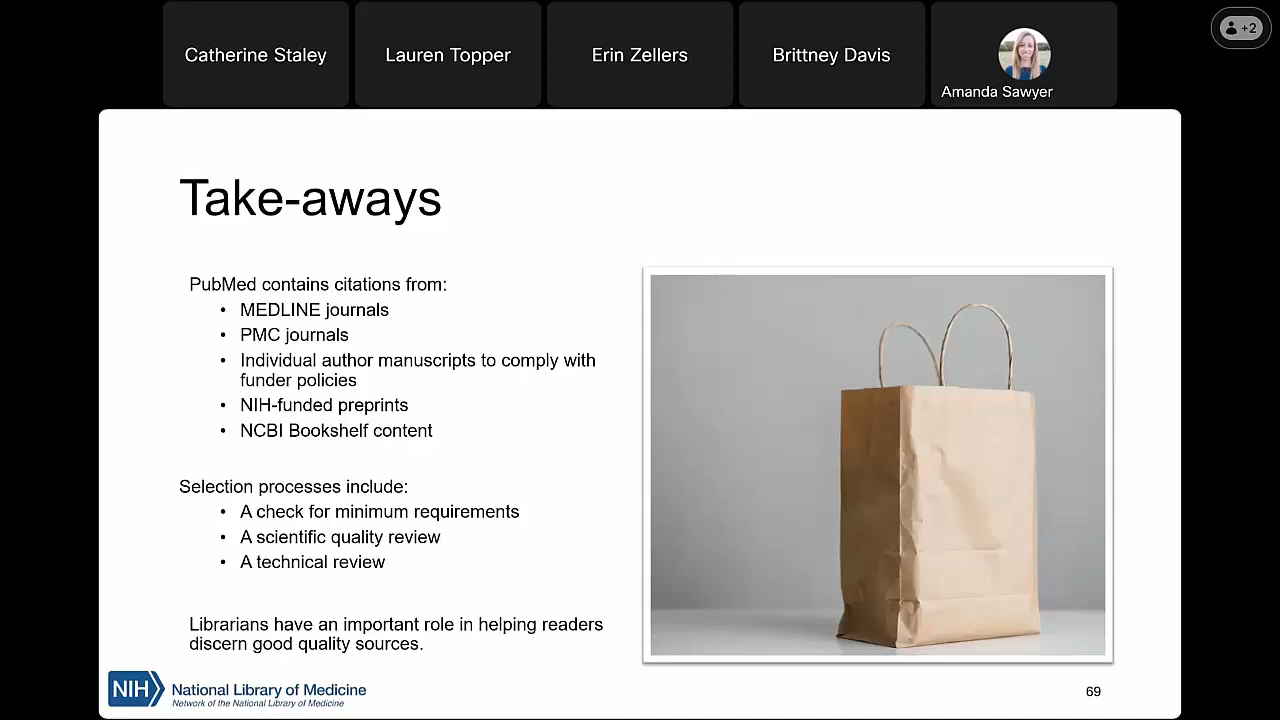 Catherine Staley
Lauren Topper
Erin Zellers
Brittney Davis
Amanda Sawyer
+2
Take-aways
PubMed contains citations from:
• MEDLINE journals
• PMC journals
• Individual author manuscripts to comply with
funder policies
• NIH-funded preprints
• NCBI Bookshelf content
Selection processes include:
• A check for minimum requirements
• A scientific quality review
• A technical review
Librarians have an important role in helping readers
discern good quality sources.
NIH National Library of Medicine
Network of the National Library of Medicine
69